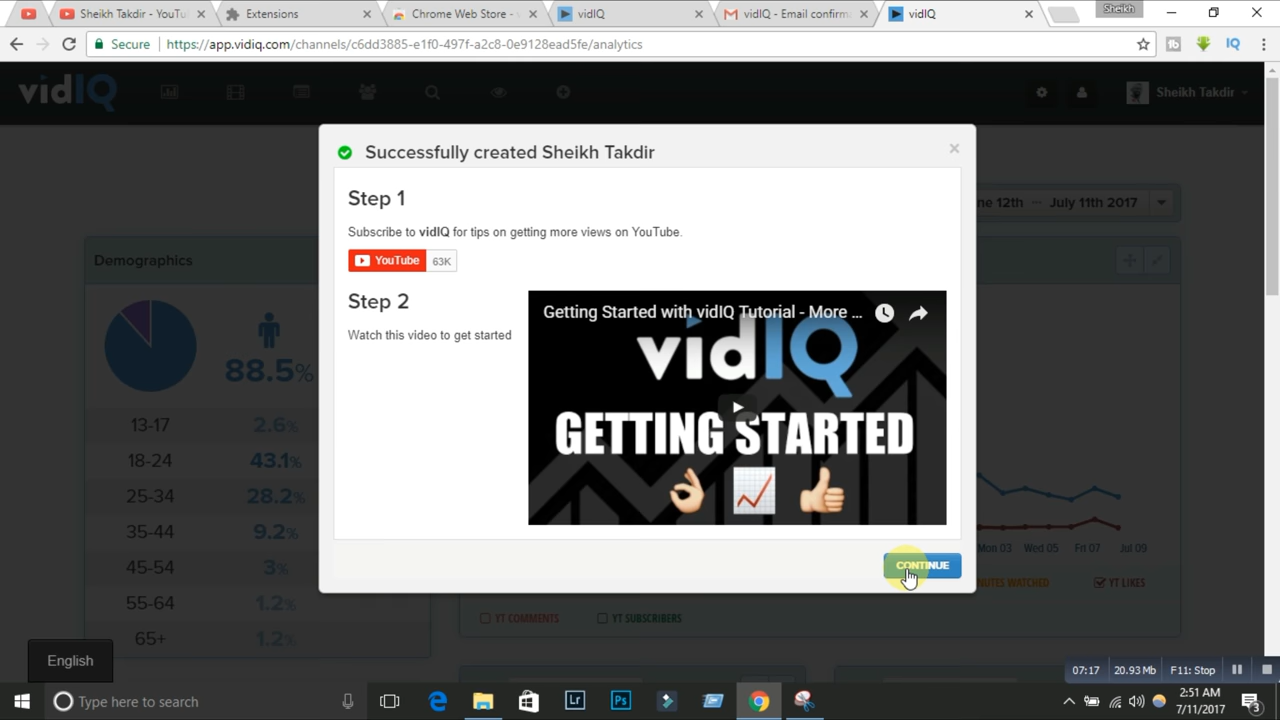 Sheikh Takdir - YouTu
Extensions
Chrome Web Store -
vidIQ
vidIQ - Email confirm
vidIQ
Sheikh
Secure
https://app.vidiq.com/channels/c6dd3885-e1f0-497f-a2c8-0e9128ead5fe/analytics
vidIQ
Sheikh Takdir
Successfully created Sheikh Takdir
Step 1
Subscribe to vidIQ for tips on getting more views on YouTube.
YouTube 63K
Step 2
Watch this video to get started
Getting Started with vidIQ Tutorial - More ...
vidIQ
GETTING STARTED
CONTINUE
ne 12th — July 11th 2017
Demographics
88.5%
13-17 2.6%
18-24 43.1%
25-34 28.2%
35-44 9.2%
45-54 3%
55-64 1.2%
65+ 1.2%
Mon 03 Wed 05 Fri 07 Jul 09
NUTES WATCHED
YT LIKES
YT COMMENTS
YT SUBSCRIBERS
English
07:17 20.93 Mb F11: Stop
Type here to search
Lr
Ps
2:51 AM
7/11/2017
3